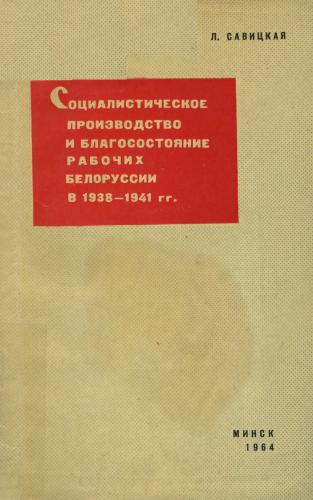 Л. САВИЦКАЯ
СОЦИАЛИСТИЧЕСКОЕ
ПРОИЗВОДСТВО
И БЛАГОСОСТОЯНИЕ
РАБОЧИХ
БЕЛОРУССИИ
В 1938—1941 гг.
МИНСК
1964